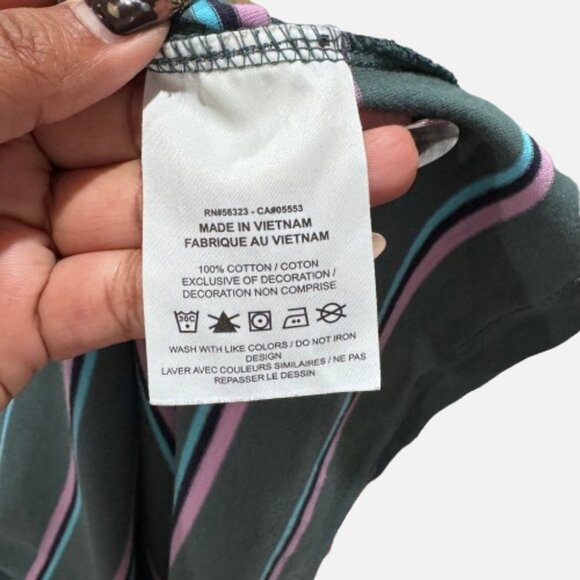 RN#56323 - CA#05553
MADE IN VIETNAM
FABRIQUE AU VIETNAM
100% COTTON / COTON
EXCLUSIVE OF DECORATION /
DECORATION NON COMPRISE
30C
WASH WITH LIKE COLORS / DO NOT IRON
DESIGN
LAVER AVEC COULEURS SIMILAIRES / NE PAS
REPASSER LE DESSIN